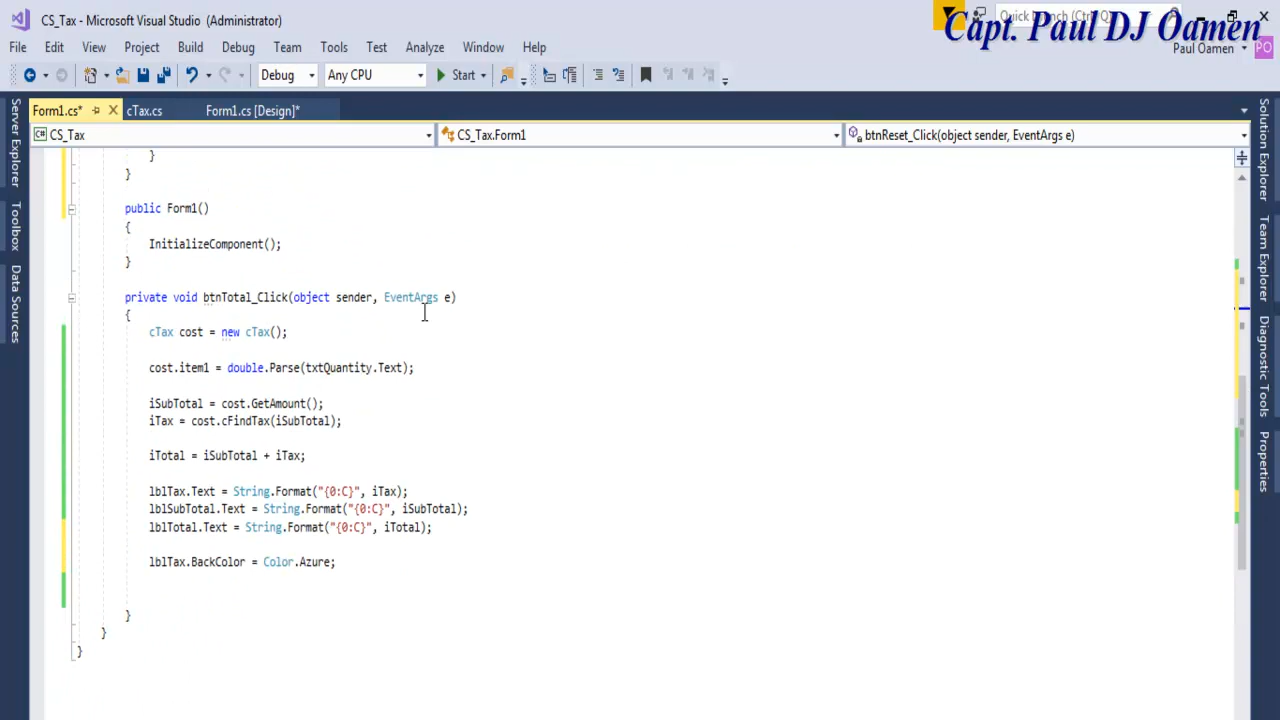 CS_Tax - Microsoft Visual Studio (Administrator)
Capt. Paul DJ Oamen
Quick Launch (Ctrl+Q)
File Edit View Project Build Debug Team Tools Test Analyze Window Help
Paul Oamen PO
Debug Any CPU Start
Form1.cs* cTax.cs Form1.cs [Design]*
CS_Tax CS_Tax.Form1 btnReset_Click(object sender, EventArgs e)
Server Explorer
Toolbox
Data Sources
}
}
public Form1()
{
InitializeComponent();
}
private void btnTotal_Click(object sender, EventArgs e)
{
cTax cost = new cTax();
cost.item1 = double.Parse(txtQuantity.Text);
iSubTotal = cost.GetAmount();
iTax = cost.cFindTax(iSubTotal);
iTotal = iSubTotal + iTax;
lblTax.Text = String.Format("{0:C}", iTax);
lblSubTotal.Text = String.Format("{0:C}", iSubTotal);
lblTotal.Text = String.Format("{0:C}", iTotal);
lblTax.BackColor = Color.Azure;
}
}
}
Solution Explorer
Team Explorer
Diagnostic Tools
Properties